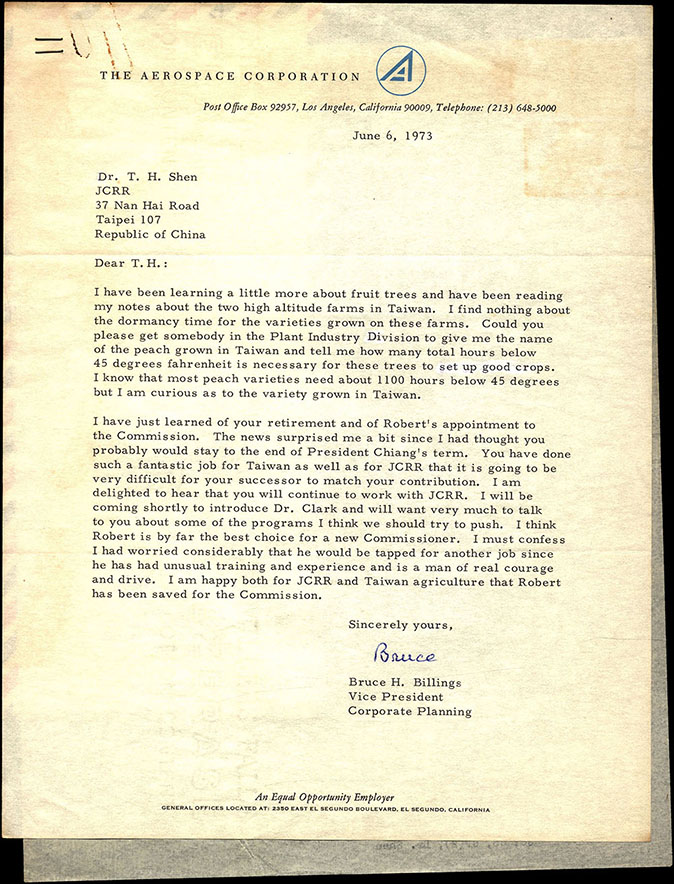 THE AEROSPACE CORPORATION
Post Office Box 92957, Los Angeles, California 90009, Telephone: (213) 648-5000
June 6, 1973
Dr. T. H. Shen
JCRR
37 Nan Hai Road
Taipei 107
Republic of China
Dear T. H. :
I have been learning a little more about fruit trees and have been reading
my notes about the two high altitude farms in Taiwan. I find nothing about
the dormancy time for the varieties grown on these farms. Could you
please get somebody in the Plant Industry Division to give me the name
of the peach grown in Taiwan and tell me how many total hours below
45 degrees fahrenheit is necessary for these trees to set up good crops.
I know that most peach varieties need about 1100 hours below 45 degrees
but I am curious as to the variety grown in Taiwan.
I have just learned of your retirement and of Robert's appointment to
the Commission. The news surprised me a bit since I had thought you
probably would stay to the end of President Chiang's term. You have done
such a fantastic job for Taiwan as well as for JCRR that it is going to be
very difficult for your successor to match your contribution. I am
delighted to hear that you will continue to work with JCRR. I will be
coming shortly to introduce Dr. Clark and will want very much to talk
to you about some of the programs I think we should try to push. I think
Robert is by far the best choice for a new Commissioner. I must confess
I had worried considerably that he would be tapped for another job since
he has had unusual training and experience and is a man of real courage
and drive. I am happy both for JCRR and Taiwan agriculture that Robert
has been saved for the Commission.
Sincerely yours,
Bruce
Bruce H. Billings
Vice President
Corporate Planning
An Equal Opportunity Employer
GENERAL OFFICES LOCATED AT: 2350 EAST EL SEGUNDO BOULEVARD, EL SEGUNDO, CALIFORNIA